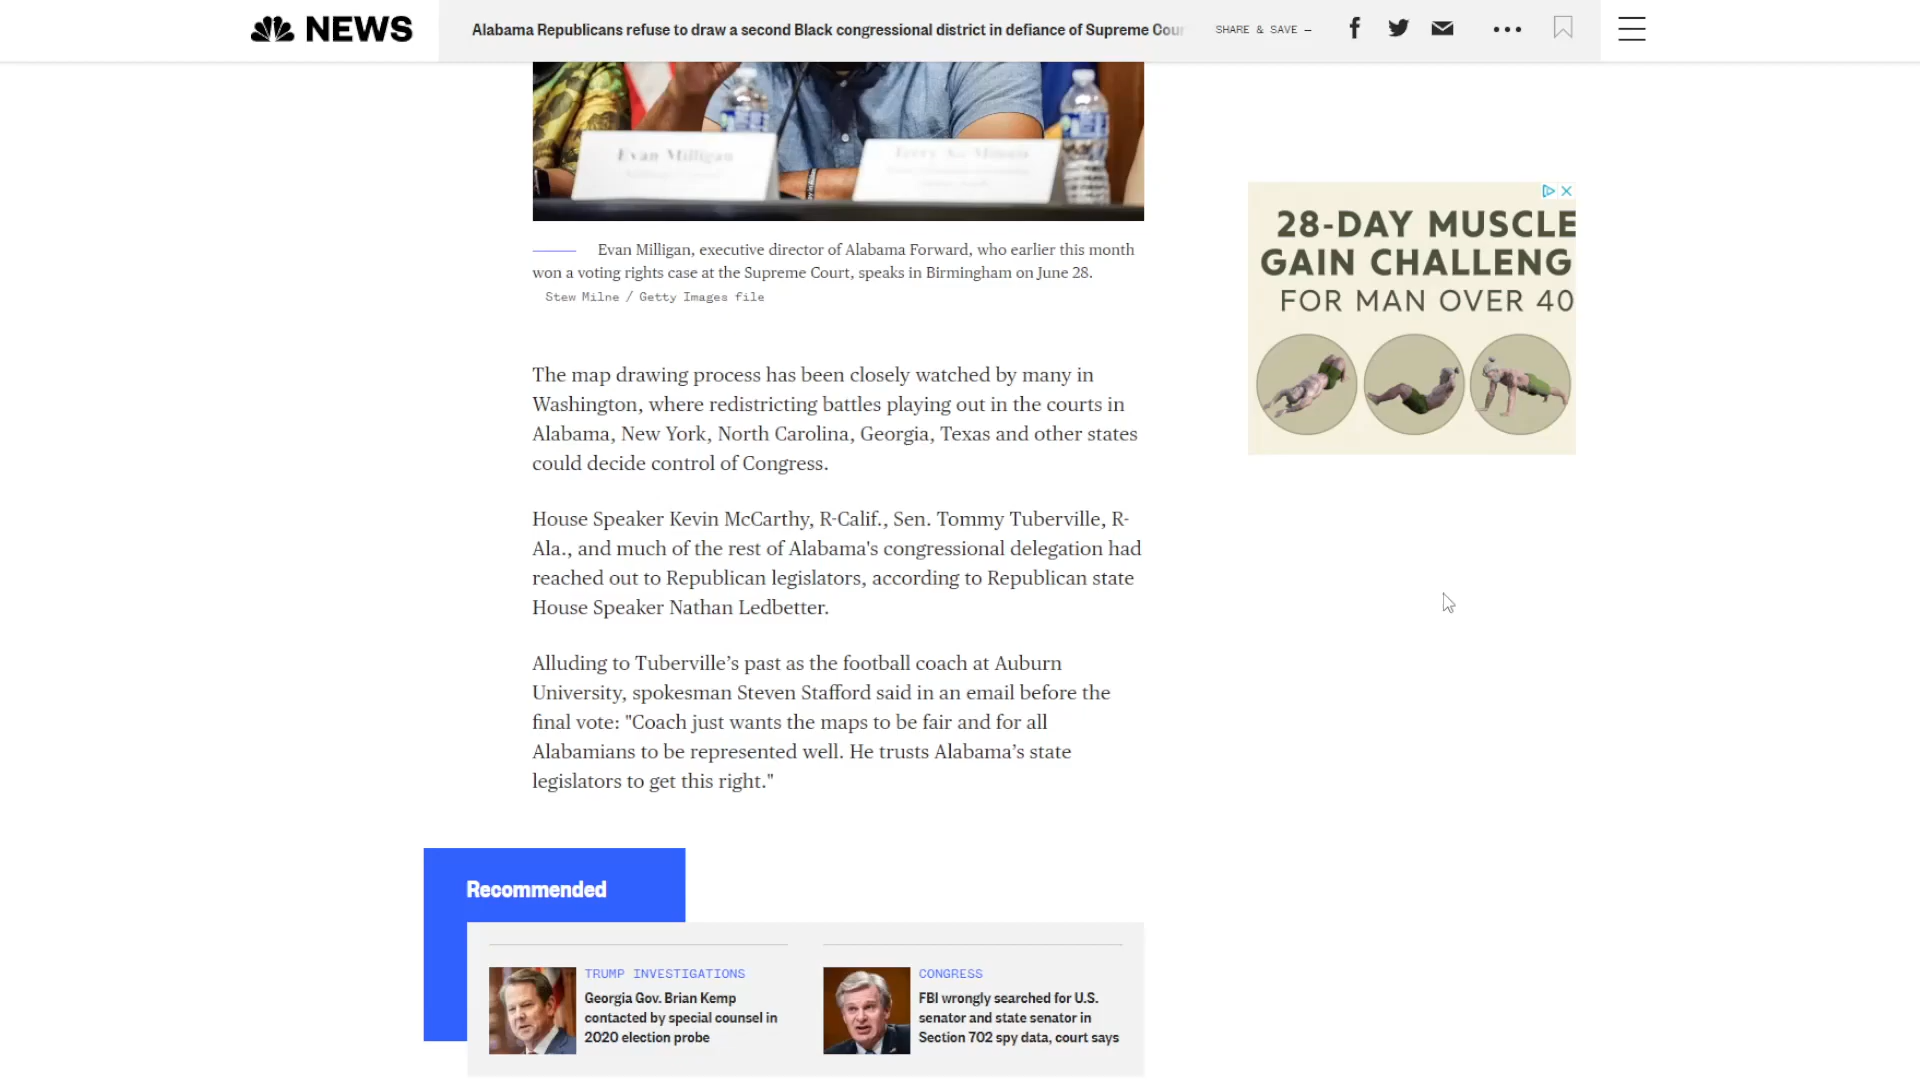 NEWS
Alabama Republicans refuse to draw a second Black congressional district in defiance of Supreme Cour
SHARE & SAVE —
Evan Milligan
Evan Milligan, executive director of Alabama Forward, who earlier this month
won a voting rights case at the Supreme Court, speaks in Birmingham on June 28.
Stew Milne / Getty Images file
28-DAY MUSCLE
GAIN CHALLENG
FOR MAN OVER 40
The map drawing process has been closely watched by many in
Washington, where redistricting battles playing out in the courts in
Alabama, New York, North Carolina, Georgia, Texas and other states
could decide control of Congress.
House Speaker Kevin McCarthy, R-Calif., Sen. Tommy Tuberville, R-
Ala., and much of the rest of Alabama's congressional delegation had
reached out to Republican legislators, according to Republican state
House Speaker Nathan Ledbetter.
Alluding to Tuberville’s past as the football coach at Auburn
University, spokesman Steven Stafford said in an email before the
final vote: "Coach just wants the maps to be fair and for all
Alabamians to be represented well. He trusts Alabama’s state
legislators to get this right."
Recommended
TRUMP INVESTIGATIONS
Georgia Gov. Brian Kemp
contacted by special counsel in
2020 election probe
CONGRESS
FBI wrongly searched for U.S.
senator and state senator in
Section 702 spy data, court says